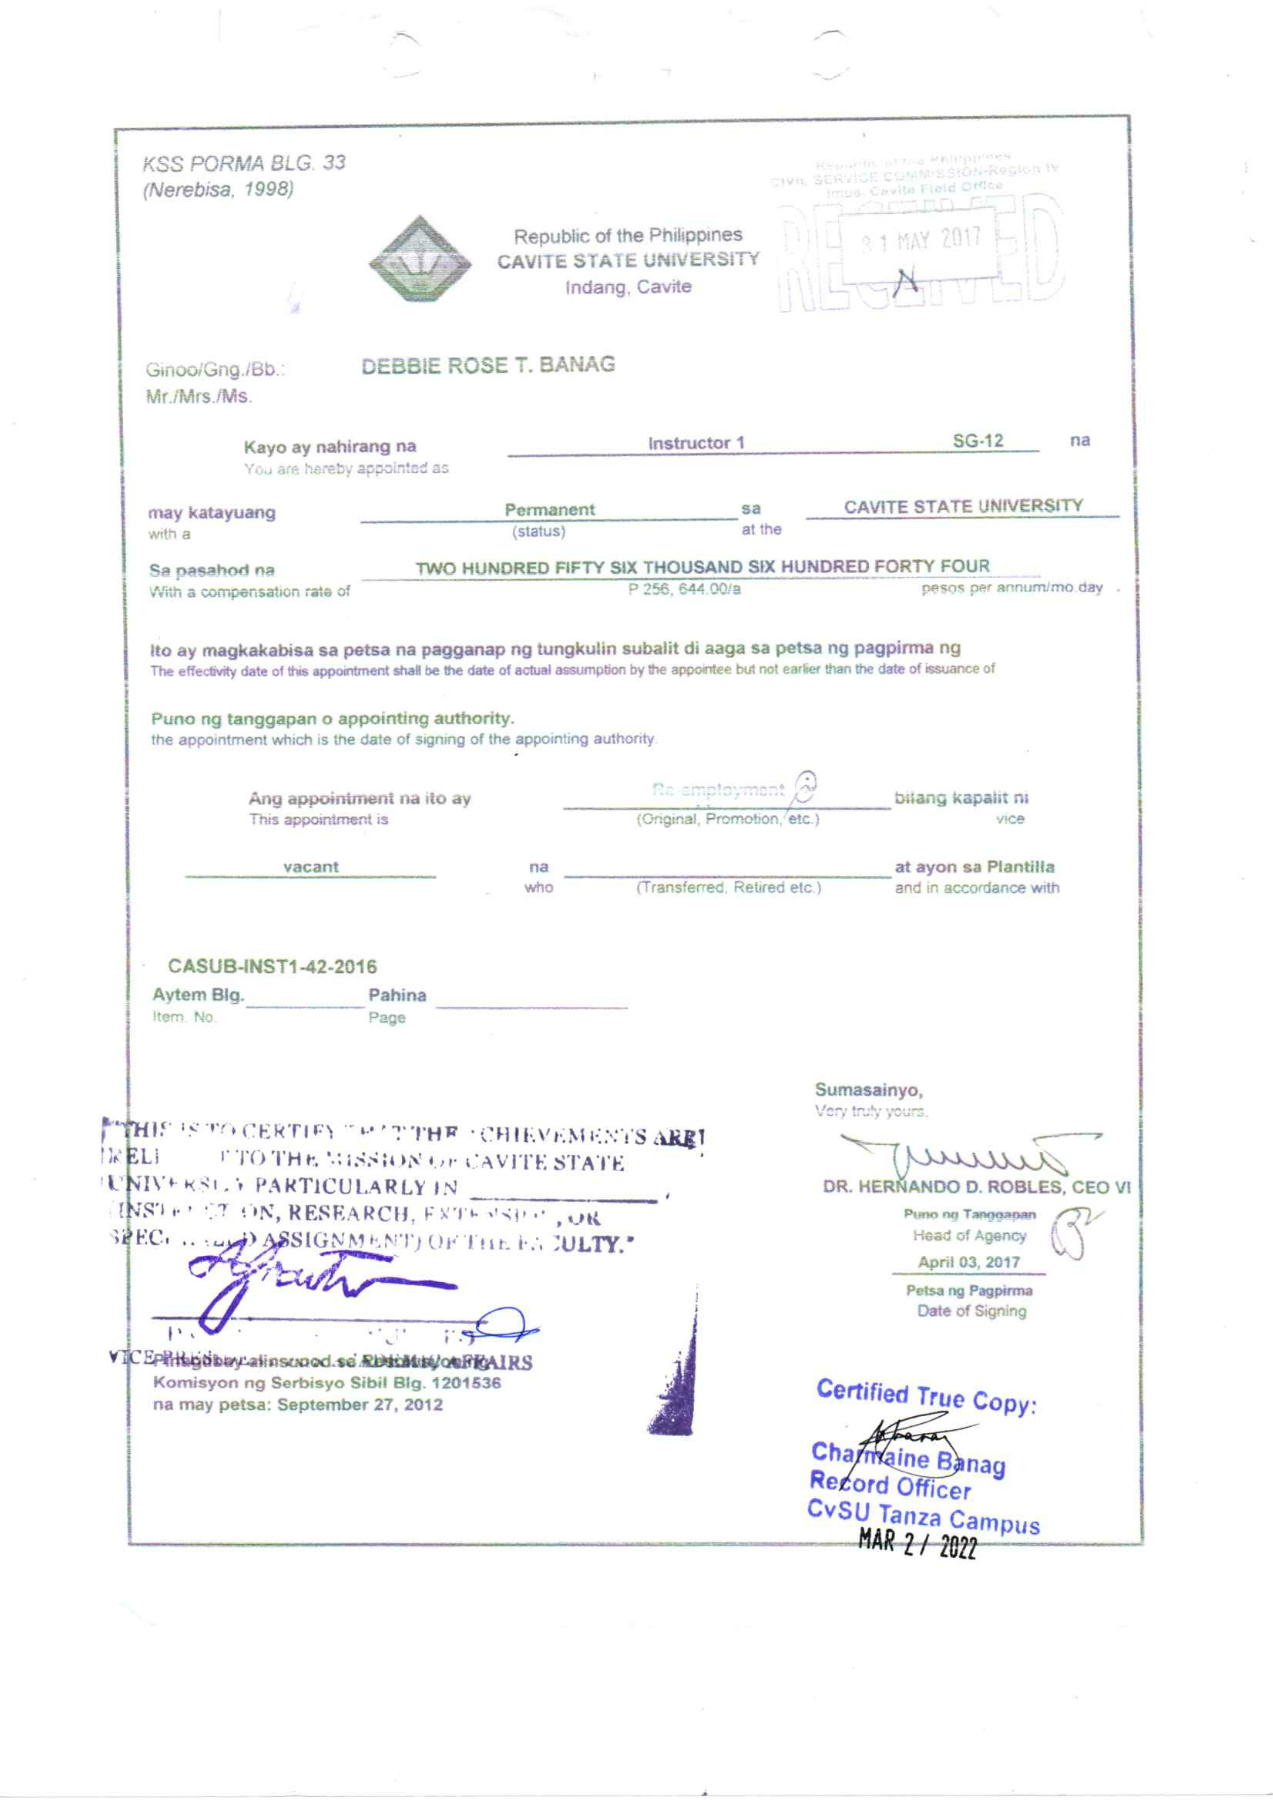 KSS PORMA BLG. 33
(Nerebisa, 1998)
Republic of the Philippines
CIVIL SERVICE COMMISSION-Region IV
Imus, Cavite Field Office
RECEIVED
31 MAY 2017
Republic of the Philippines
CAVITE STATE UNIVERSITY
Indang, Cavite
Ginoo/Gng./Bb.: DEBBIE ROSE T. BANAG
Mr./Mrs./Ms.
Kayo ay nahirang na Instructor 1 SG-12 na
You are hereby appointed as
may katayuang Permanent sa CAVITE STATE UNIVERSITY
with a (status) at the
Sa pasahod na TWO HUNDRED FIFTY SIX THOUSAND SIX HUNDRED FORTY FOUR
With a compensation rate of P 256, 644.00/a pesos per annum/mo.day
Ito ay magkakabisa sa petsa na pagganap ng tungkulin subalit di aaga sa petsa ng pagpirma ng
The effectivity date of this appointment shall be the date of actual assumption by the appointee but not earlier than the date of issuance of
Puno ng tanggapan o appointing authority.
the appointment which is the date of signing of the appointing authority.
Ang appointment na ito ay Re-employment bilang kapalit ni
This appointment is (Original, Promotion, etc.) vice
vacant na at ayon sa Plantilla
who (Transferred, Retired etc.) and in accordance with
CASUB-INST1-42-2016
Aytem Blg. Pahina
Item. No. Page
Sumasainyo,
Very truly yours,
DR. HERNANDO D. ROBLES, CEO VI
Puno ng Tanggapan
Head of Agency
April 03, 2017
Petsa ng Pagpirma
Date of Signing
"THIS IS TO CERTIFY THAT THE ACHIEVEMENTS ARE
TO THE MISSION OF CAVITE STATE
UNIVERSITY PARTICULARLY IN ,
(INSTRUCTION, RESEARCH, EXTENSION, OR
ASSIGNMENT) OF THE FACULTY."
VICE AFFAIRS
Komisyon ng Serbisyo Sibil Blg. 1201536
na may petsa: September 27, 2012
Certified True Copy:
Charmaine Banag
Record Officer
CvSU Tanza Campus
MAR 21 2022